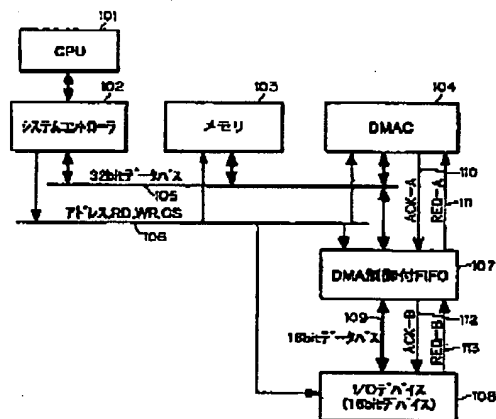 101
CPU
102
システムコントローラ
103
メモリ
104
DMAC
32bitデータバス
105
アドレス,RD,WR,CS
106
ACK-A
110
REQ-A
111
107
DMA制御付FIFO
109
16bitデータバス
ACK-B
112
REQ-B
113
I/Oデバイス
(16bitデバイス)
108